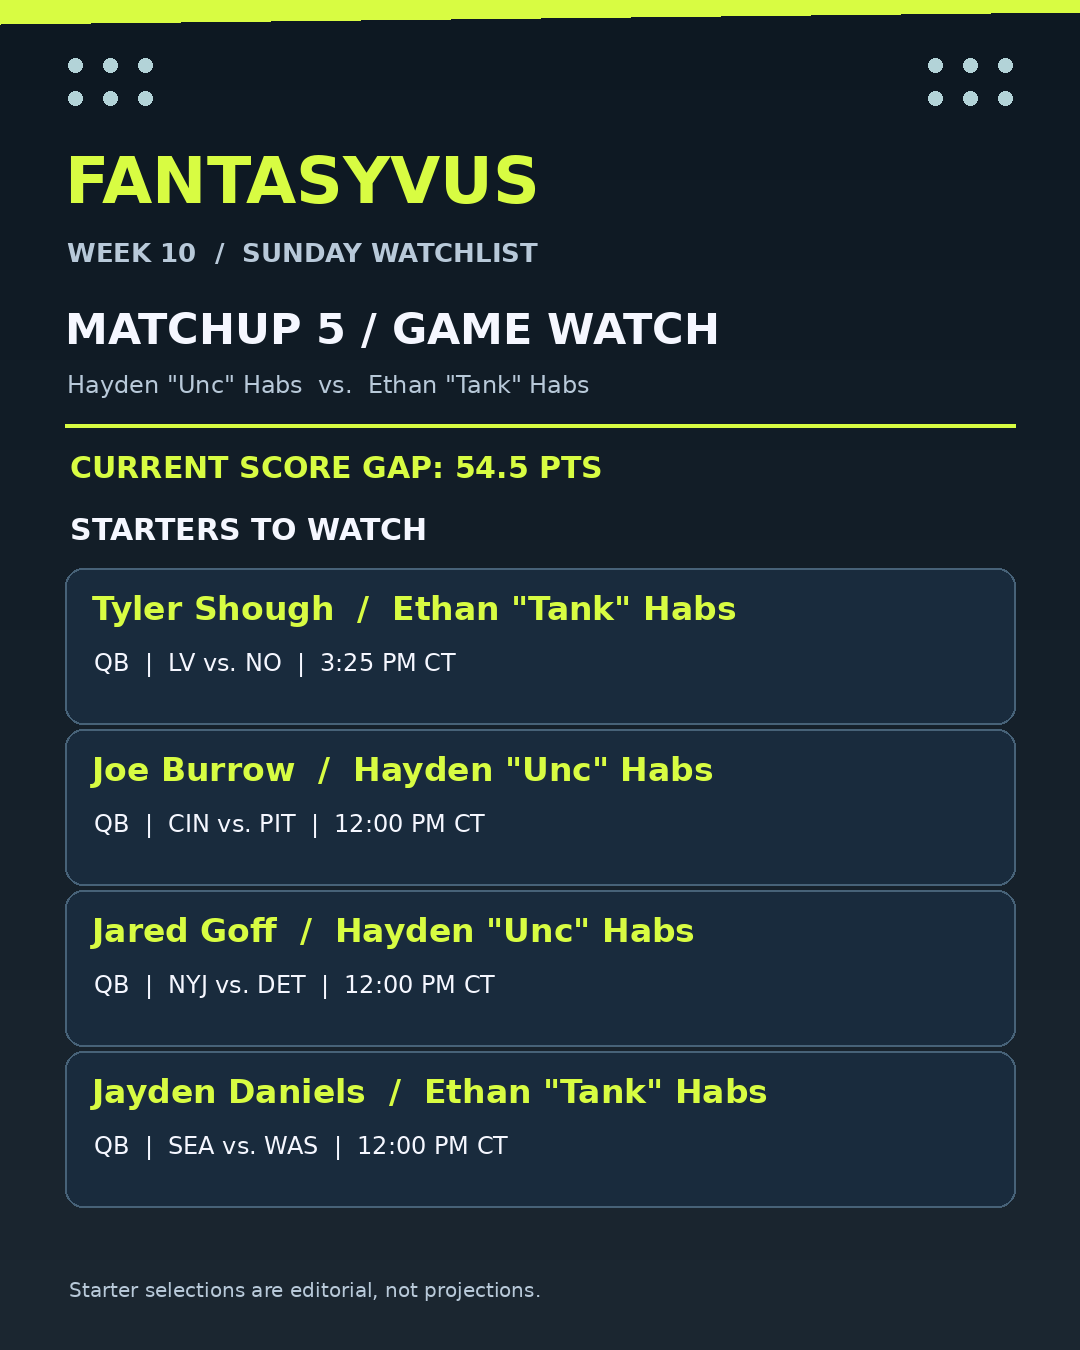 FANTASYVUS
WEEK 10 / SUNDAY WATCHLIST
MATCHUP 5 / GAME WATCH
Hayden "Unc" Habs vs. Ethan "Tank" Habs
CURRENT SCORE GAP: 54.5 PTS
STARTERS TO WATCH
Tyler Shough / Ethan "Tank" Habs
QB | LV vs. NO | 3:25 PM CT
Joe Burrow / Hayden "Unc" Habs
QB | CIN vs. PIT | 12:00 PM CT
Jared Goff / Hayden "Unc" Habs
QB | NYJ vs. DET | 12:00 PM CT
Jayden Daniels / Ethan "Tank" Habs
QB | SEA vs. WAS | 12:00 PM CT
Starter selections are editorial, not projections.